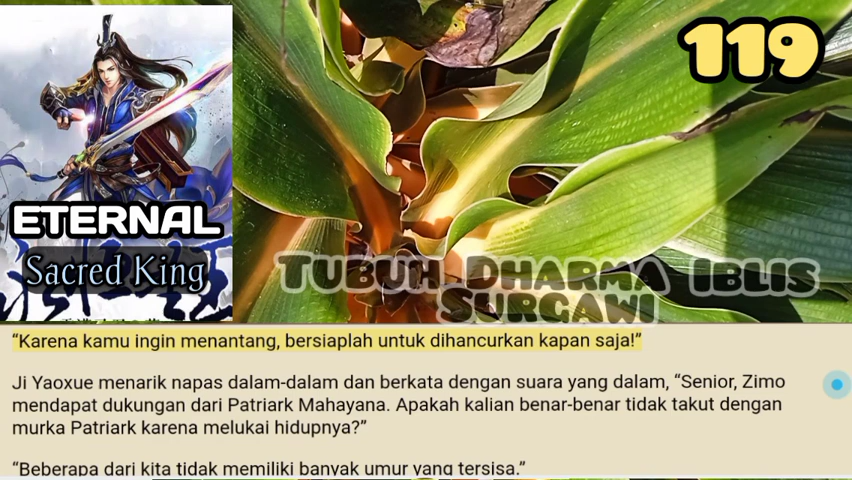 119
ETERNAL
Sacred King
TUBUH DHARMA IBLIS
SURGAWI
“Karena kamu ingin menantang, bersiaplah untuk dihancurkan kapan saja!”
Ji Yaoxue menarik napas dalam-dalam dan berkata dengan suara yang dalam, “Senior, Zimo
mendapat dukungan dari Patriark Mahayana. Apakah kalian benar-benar tidak takut dengan
murka Patriark karena melukai hidupnya?”
“Beberapa dari kita tidak memiliki banyak umur yang tersisa.”